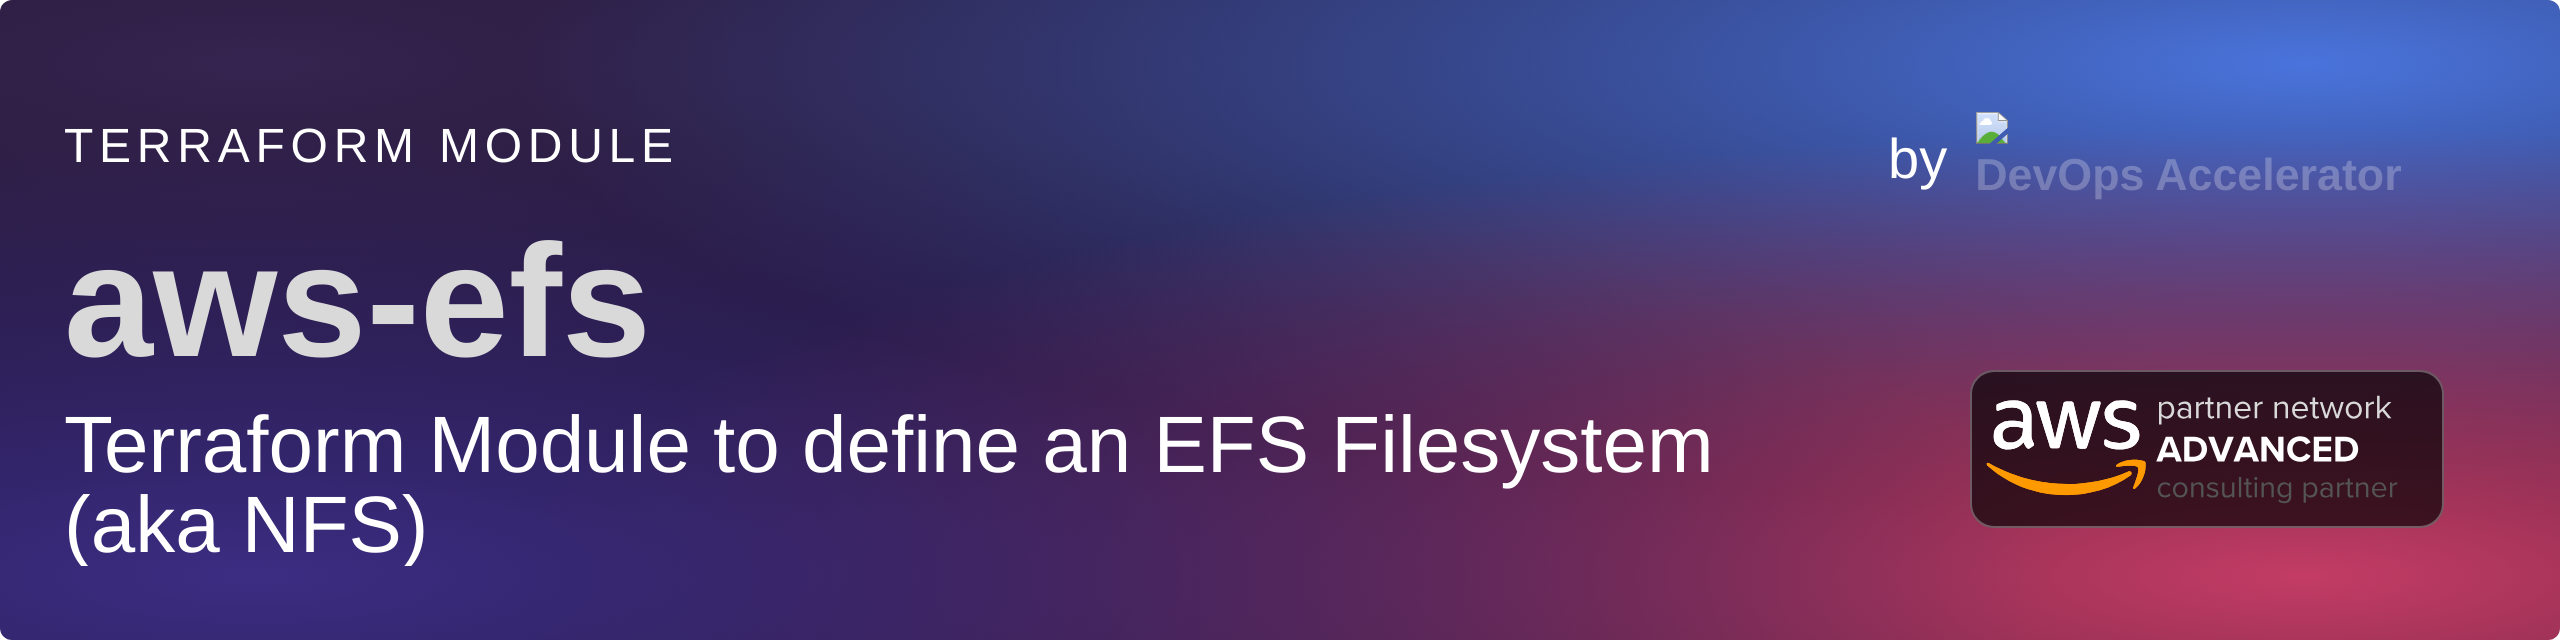 TERRAFORM MODULE
by
DevOps Accelerator
aws-efs
Terraform Module to define an EFS Filesystem
(aka NFS)
aws
partner network
ADVANCED
consulting partner